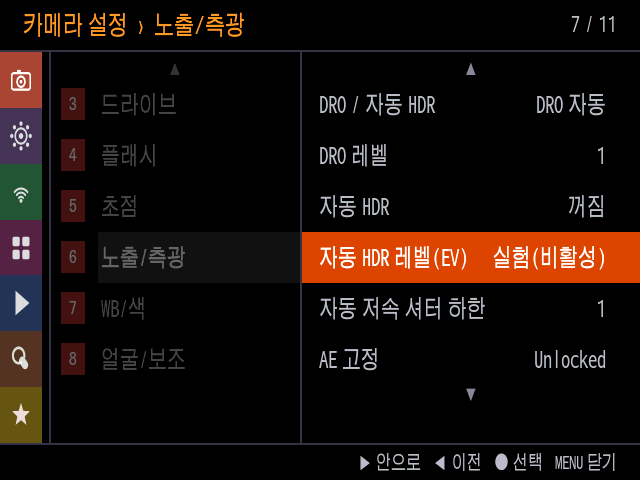 카메라 설정 › 노출/측광
7 / 11
3 드라이브
4 플래시
5 초점
6 노출/측광
7 WB/색
8 얼굴/보조
DRO / 자동 HDR DRO 자동
DRO 레벨 1
자동 HDR 꺼짐
자동 HDR 레벨(EV) 실험(비활성)
자동 저속 셔터 하한 1
AE 고정 Unlocked
▶ 안으로 ◀ 이전 ● 선택 MENU 닫기